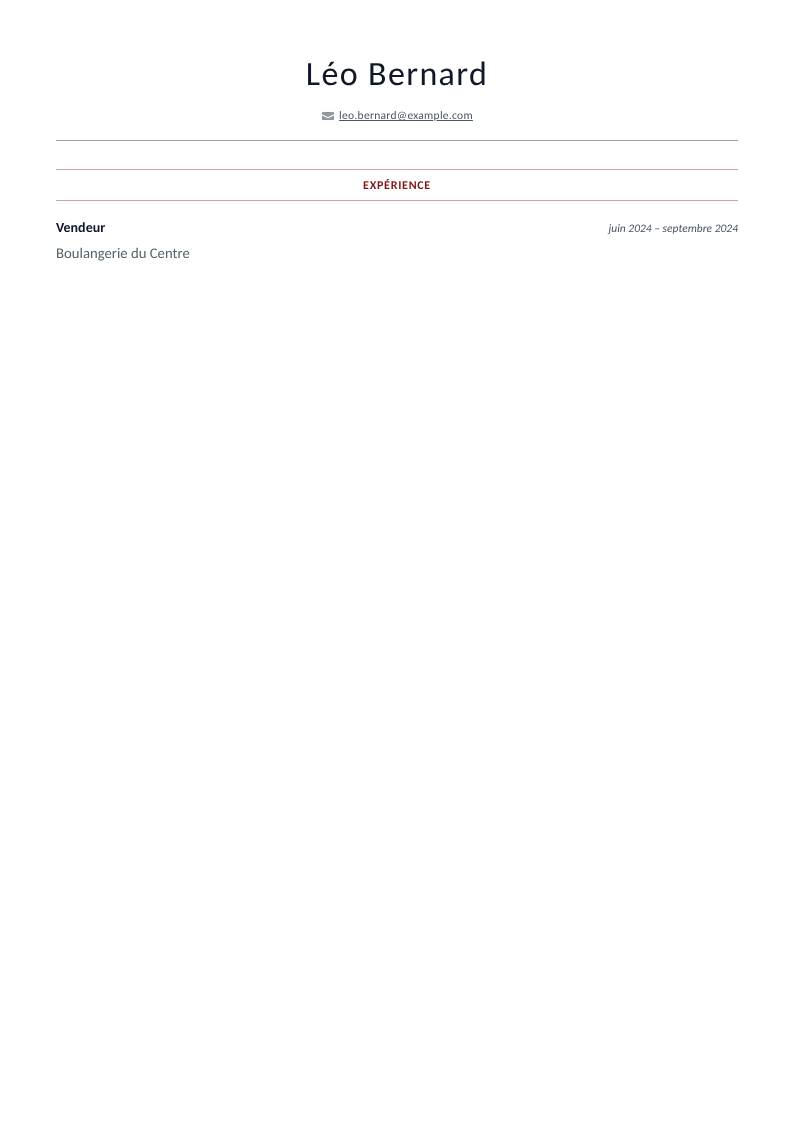 Léo Bernard
leo.bernard@example.com
EXPÉRIENCE
Vendeur juin 2024 – septembre 2024
Boulangerie du Centre